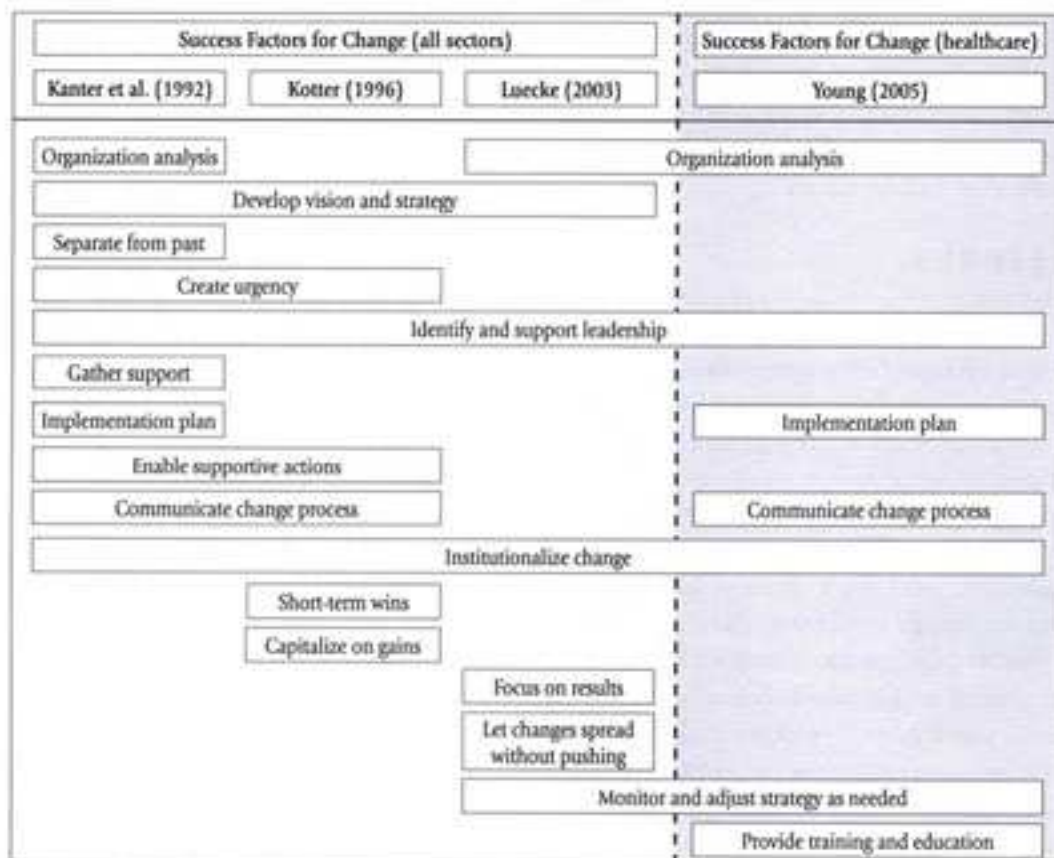 Success Factors for Change (all sectors)
Success Factors for Change (healthcare)
Kanter et al. (1992)
Kotter (1996)
Luecke (2003)
Young (2005)
Organization analysis
Organization analysis
Develop vision and strategy
Separate from past
Create urgency
Identify and support leadership
Gather support
Implementation plan
Implementation plan
Enable supportive actions
Communicate change process
Communicate change process
Institutionalize change
Short-term wins
Capitalize on gains
Focus on results
Let changes spread
without pushing
Monitor and adjust strategy as needed
Provide training and education